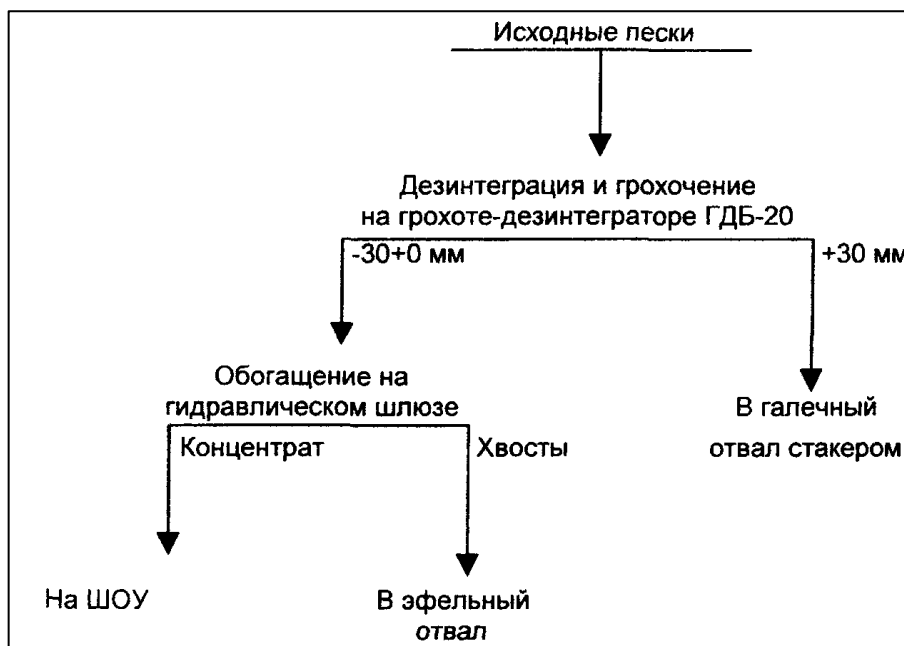 Исходные пески
Дезинтеграция и грохочение
на грохоте-дезинтеграторе ГДБ-20
-30+0 мм
+30 мм
Обогащение на
гидравлическом шлюзе
В галечный
отвал стакером
Концентрат
Хвосты
На ШОУ
В эфельный
отвал